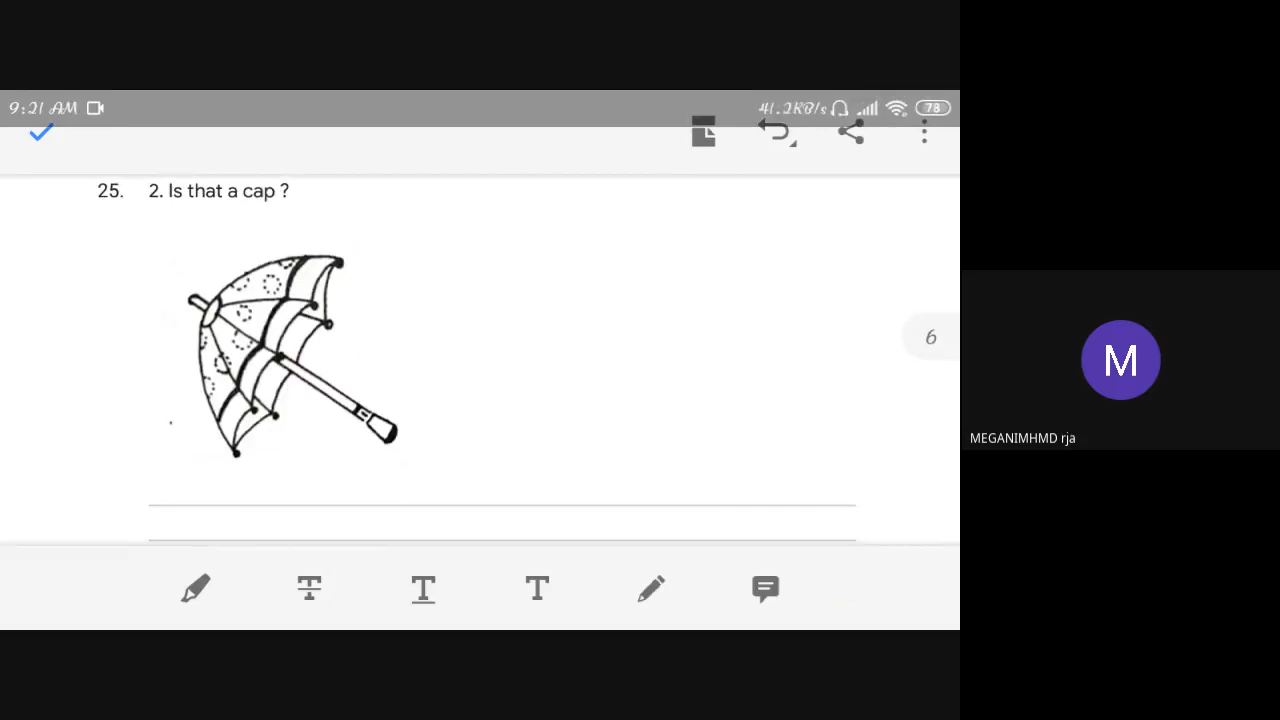 9:21 AM
41.2KB/s
78
25. 2. Is that a cap ?
6
M
MEGANIMHMD rja